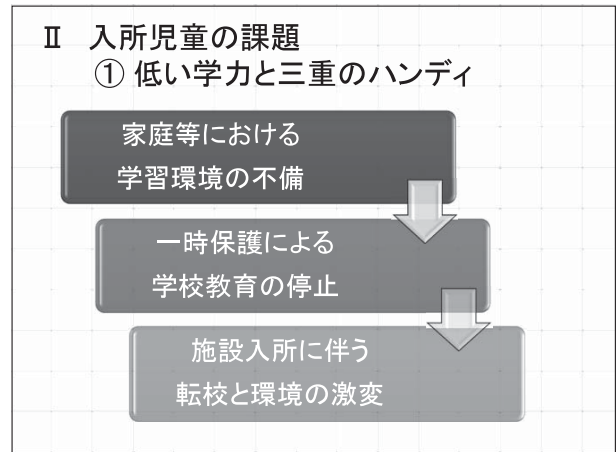 Ⅱ 入所児童の課題
① 低い学力と三重のハンディ
家庭等における
学習環境の不備
一時保護による
学校教育の停止
施設入所に伴う
転校と環境の激変